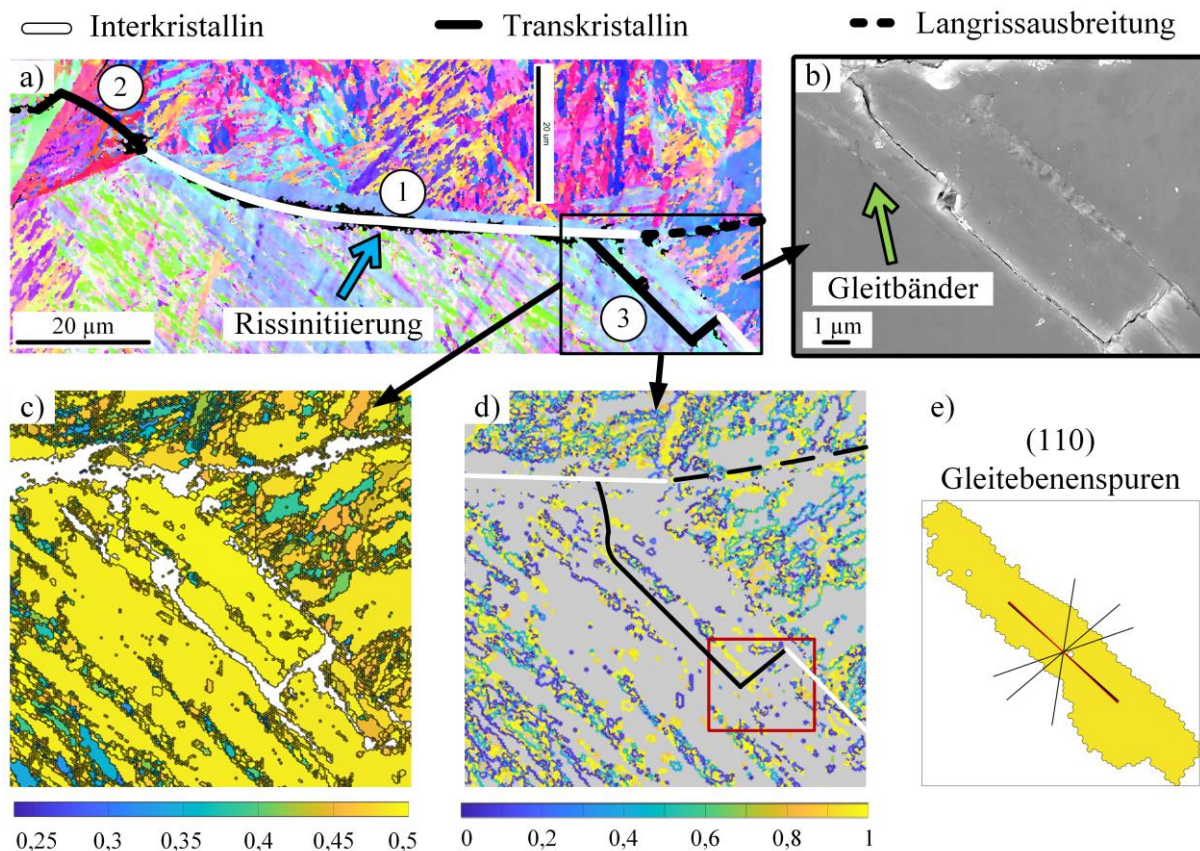 Interkristallin
Transkristallin
Langrissausbreitung
a)
2
20 um
1
Rissinitiierung
3
20 µm
b)
Gleitbänder
1 µm
c)
0,25 0,3 0,35 0,4 0,45 0,5
d)
0 0,2 0,4 0,6 0,8 1
e)
(110)
Gleitebenenspuren